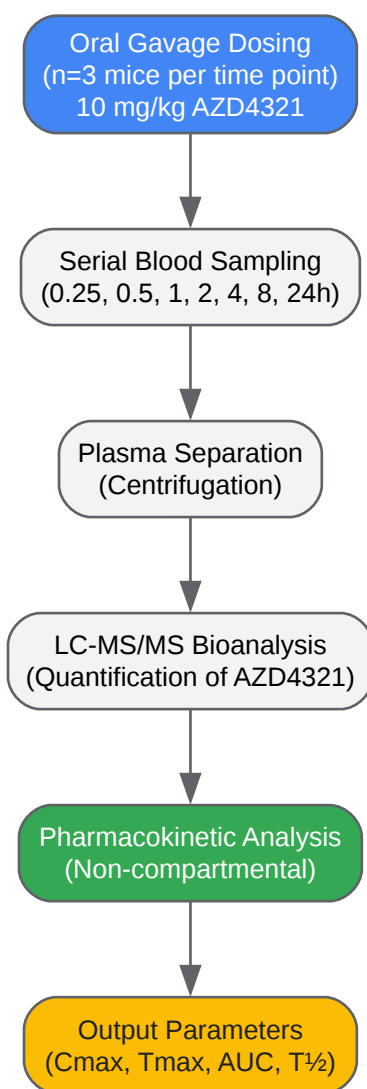 Oral Gavage Dosing
(n=3 mice per time point)
10 mg/kg AZD4321
Serial Blood Sampling
(0.25, 0.5, 1, 2, 4, 8, 24h)
Plasma Separation
(Centrifugation)
LC-MS/MS Bioanalysis
(Quantification of AZD4321)
Pharmacokinetic Analysis
(Non-compartmental)
Output Parameters
(Cmax, Tmax, AUC, T½)